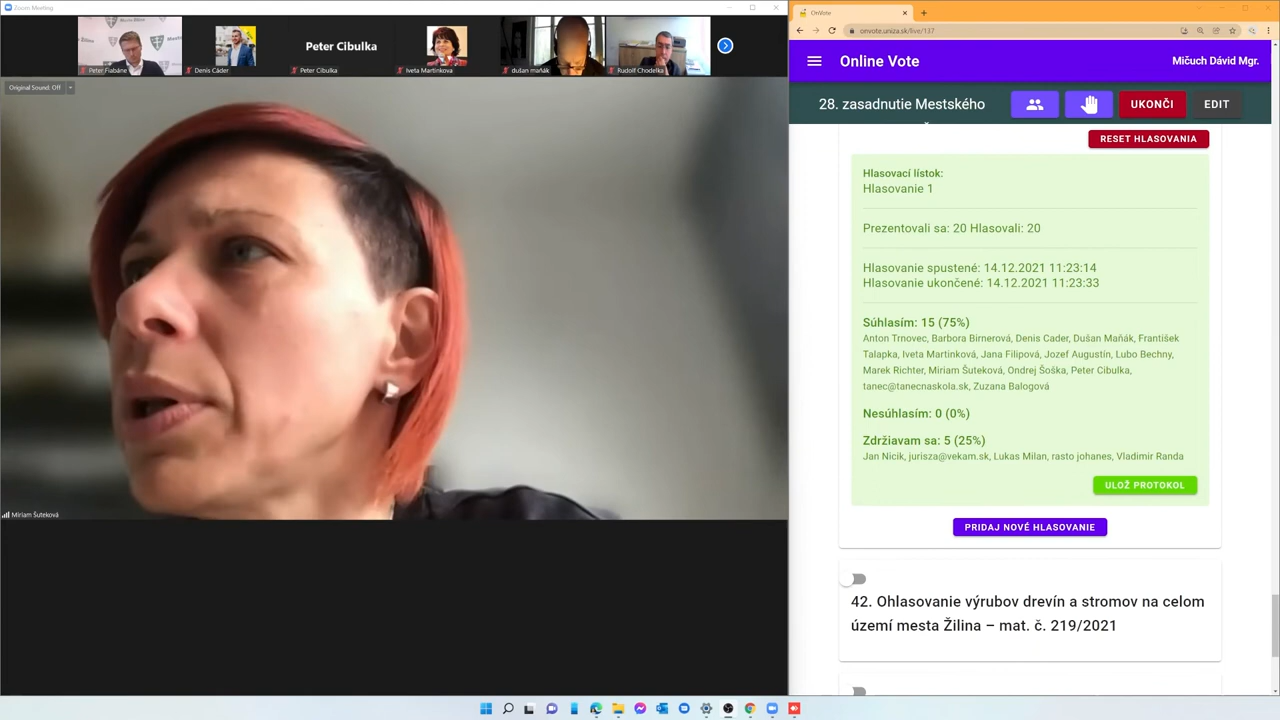 Zoom Meeting
Peter Fiabáne
Denis Cáder
Peter Cibulka
Peter Cibulka
Iveta Martinkova
dušan maňák
Rudolf Chodelka
Original Sound: Off
Miriam Šuteková
OnVote
onvote.uniza.sk/live/137
Online Vote
Mičuch Dávid Mgr.
28. zasadnutie Mestského
UKONČI
EDIT
RESET HLASOVANIA
Hlasovací lístok:
Hlasovanie 1
Prezentovali sa: 20 Hlasovali: 20
Hlasovanie spustené: 14.12.2021 11:23:14
Hlasovanie ukončené: 14.12.2021 11:23:33
Súhlasím: 15 (75%)
Anton Trnovec, Barbora Birnerová, Denis Cader, Dušan Maňák, František
Talapka, Iveta Martinková, Jana Filipová, Jozef Augustín, Lubo Bechny,
Marek Richter, Miriam Šuteková, Ondrej Šoška, Peter Cibulka,
tanec@tanecnaskola.sk, Zuzana Balogová
Nesúhlasím: 0 (0%)
Zdržiavam sa: 5 (25%)
Jan Nicik, jurisza@vekam.sk, Lukas Milan, rasto johanes, Vladimir Randa
ULOŽ PROTOKOL
PRIDAJ NOVÉ HLASOVANIE
42. Ohlasovanie výrubov drevín a stromov na celom
území mesta Žilina – mat. č. 219/2021